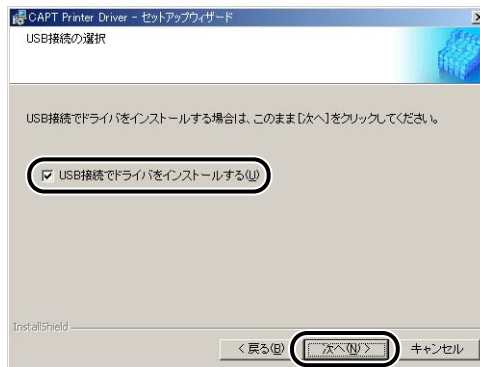 CAPT Printer Driver - セットアップウィザード
USB接続の選択
USB接続でドライバをインストールする場合は、このまま[次へ]をクリックしてください。
USB接続でドライバをインストールする(U)
InstallShield
< 戻る(B)
次へ(N) >
キャンセル